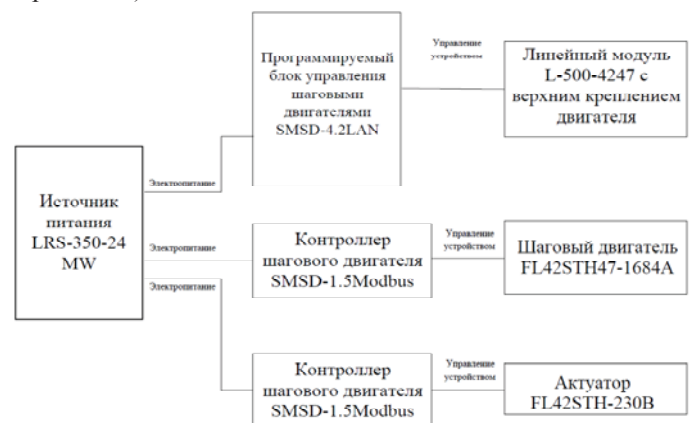 Программируемый
блок управления
шаговыми
двигателями
SMSD-4.2LAN
Управление
устройством
Линейный модуль
L-500-4247 с
верхним креплением
двигателя
Источник
питания
LRS-350-24
MW
Электропитание
Электропитание
Электропитание
Контроллер
шагового двигателя
SMSD-1.5Modbus
Управление
устройством
Шаговый двигатель
FL42STH47-1684A
Контроллер
шагового двигателя
SMSD-1.5Modbus
Управление
устройством
Актуатор
FL42STH-230B